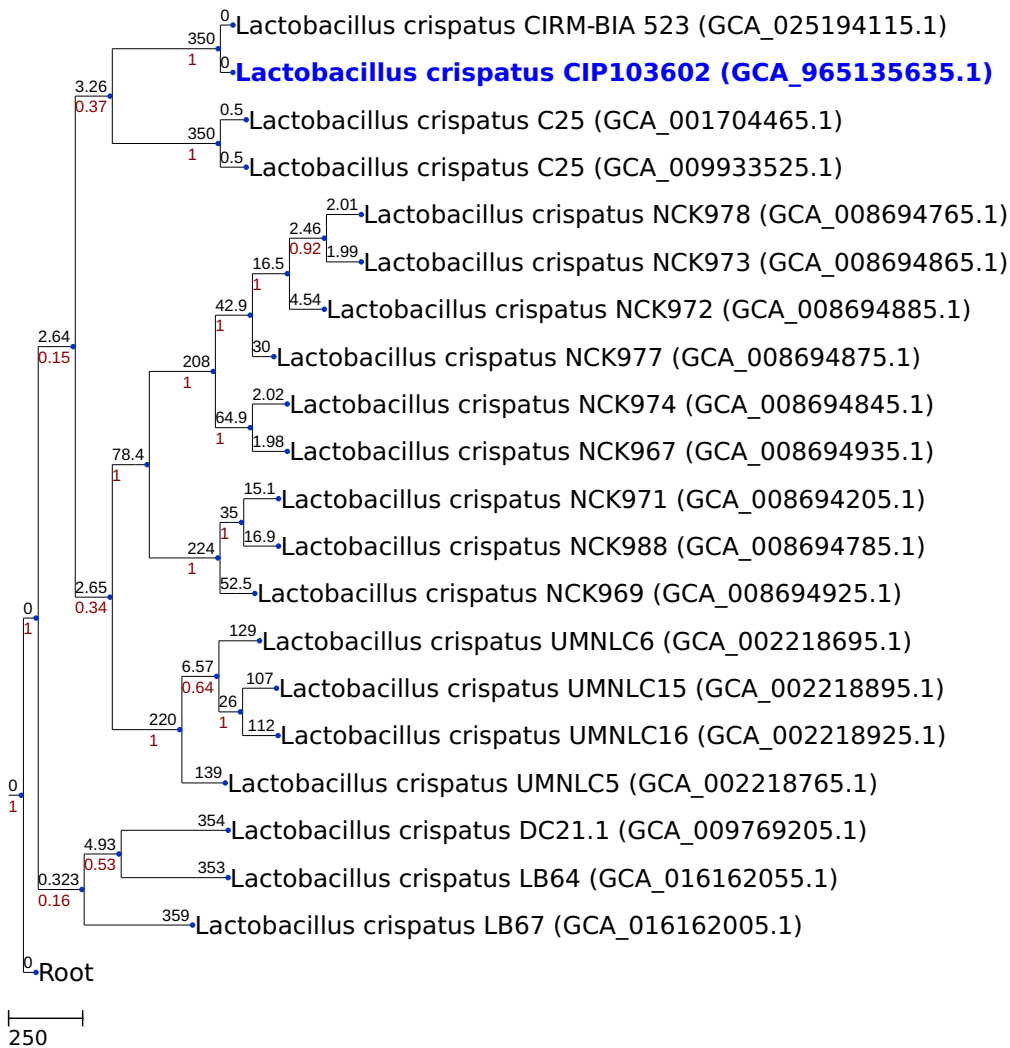 0
Lactobacillus crispatus CIRM-BIA 523 (GCA_025194115.1)
350
1
0
Lactobacillus crispatus CIP103602 (GCA_965135635.1)
3.26
0.37
0.5
Lactobacillus crispatus C25 (GCA_001704465.1)
350
1
0.5
Lactobacillus crispatus C25 (GCA_009933525.1)
2.01
Lactobacillus crispatus NCK978 (GCA_008694765.1)
2.46
0.92
1.99
Lactobacillus crispatus NCK973 (GCA_008694865.1)
16.5
1
4.54
Lactobacillus crispatus NCK972 (GCA_008694885.1)
42.9
1
30
Lactobacillus crispatus NCK977 (GCA_008694875.1)
2.64
0.15
208
1
2.02
Lactobacillus crispatus NCK974 (GCA_008694845.1)
64.9
1
1.98
Lactobacillus crispatus NCK967 (GCA_008694935.1)
78.4
1
15.1
Lactobacillus crispatus NCK971 (GCA_008694205.1)
35
1
16.9
Lactobacillus crispatus NCK988 (GCA_008694785.1)
224
1
52.5
Lactobacillus crispatus NCK969 (GCA_008694925.1)
2.65
0.34
0
1
129
Lactobacillus crispatus UMNLC6 (GCA_002218695.1)
6.57
0.64
107
Lactobacillus crispatus UMNLC15 (GCA_002218895.1)
26
1
112
Lactobacillus crispatus UMNLC16 (GCA_002218925.1)
220
1
139
Lactobacillus crispatus UMNLC5 (GCA_002218765.1)
0
1
354
Lactobacillus crispatus DC21.1 (GCA_009769205.1)
4.93
0.53
353
Lactobacillus crispatus LB64 (GCA_016162055.1)
0.323
0.16
359
Lactobacillus crispatus LB67 (GCA_016162005.1)
0
Root
250